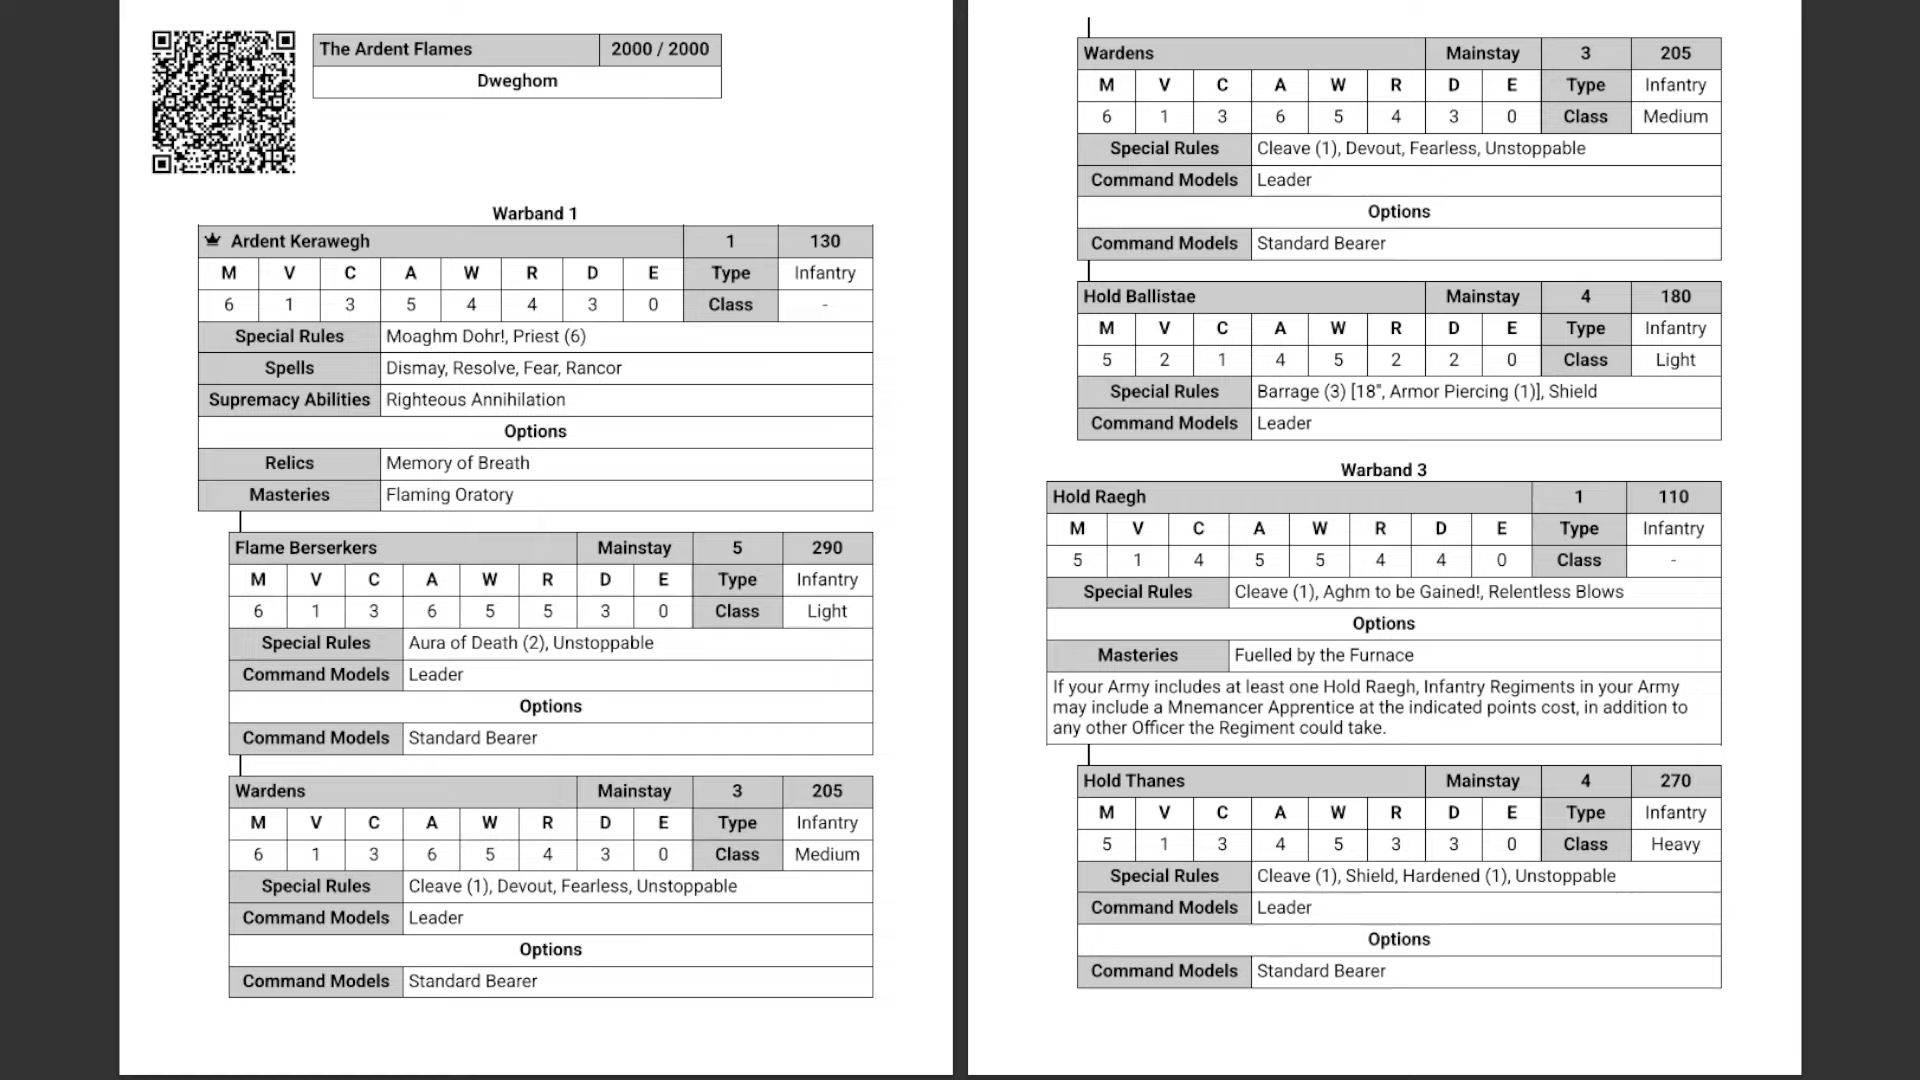 The Ardent Flames 2000 / 2000
Dweghom
Warband 1
Ardent Kerawegh 1 130
M V C A W R D E Type Infantry
6 1 3 5 4 4 3 0 Class -
Special Rules Moaghm Dohr!, Priest (6)
Spells Dismay, Resolve, Fear, Rancor
Supremacy Abilities Righteous Annihilation
Options
Relics Memory of Breath
Masteries Flaming Oratory
Flame Berserkers Mainstay 5 290
M V C A W R D E Type Infantry
6 1 3 6 5 5 3 0 Class Light
Special Rules Aura of Death (2), Unstoppable
Command Models Leader
Options
Command Models Standard Bearer
Wardens Mainstay 3 205
M V C A W R D E Type Infantry
6 1 3 6 5 4 3 0 Class Medium
Special Rules Cleave (1), Devout, Fearless, Unstoppable
Command Models Leader
Options
Command Models Standard Bearer
Wardens Mainstay 3 205
M V C A W R D E Type Infantry
6 1 3 6 5 4 3 0 Class Medium
Special Rules Cleave (1), Devout, Fearless, Unstoppable
Command Models Leader
Options
Command Models Standard Bearer
Hold Ballistae Mainstay 4 180
M V C A W R D E Type Infantry
5 2 1 4 5 2 2 0 Class Light
Special Rules Barrage (3) [18", Armor Piercing (1)], Shield
Command Models Leader
Warband 3
Hold Raegh 1 110
M V C A W R D E Type Infantry
5 1 4 5 5 4 4 0 Class -
Special Rules Cleave (1), Aghm to be Gained!, Relentless Blows
Options
Masteries Fuelled by the Furnace
If your Army includes at least one Hold Raegh, Infantry Regiments in your Army
may include a Mnemancer Apprentice at the indicated points cost, in addition to
any other Officer the Regiment could take.
Hold Thanes Mainstay 4 270
M V C A W R D E Type Infantry
5 1 3 4 5 3 3 0 Class Heavy
Special Rules Cleave (1), Shield, Hardened (1), Unstoppable
Command Models Leader
Options
Command Models Standard Bearer